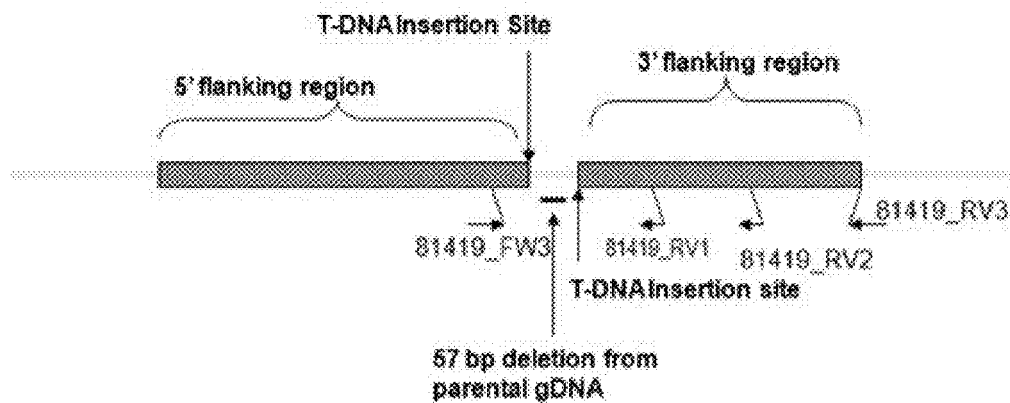 T-DNA Insertion Site
3' flanking region
5' flanking region
81419_FW3
81419_RV1
81419_RV2
81419_RV3
T-DNA Insertion site
57 bp deletion from
parental gDNA